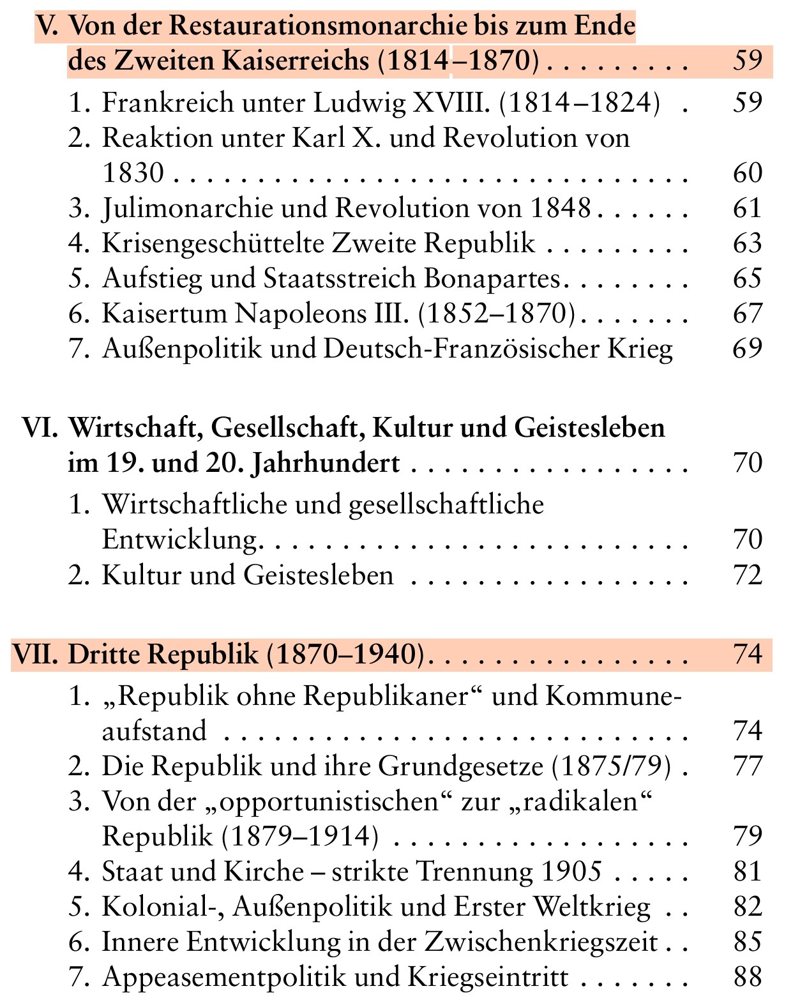 V. Von der Restaurationsmonarchie bis zum Ende
des Zweiten Kaiserreichs (1814–1870) . . . . . . . . . 59
1. Frankreich unter Ludwig XVIII. (1814–1824) . 59
2. Reaktion unter Karl X. und Revolution von
1830 . . . . . . . . . . . . . . . . . . . . . . . . . . . . . . . 60
3. Julimonarchie und Revolution von 1848 . . . . . . 61
4. Krisengeschüttelte Zweite Republik . . . . . . . . . 63
5. Aufstieg und Staatsstreich Bonapartes. . . . . . . . 65
6. Kaisertum Napoleons III. (1852–1870). . . . . . . 67
7. Außenpolitik und Deutsch-Französischer Krieg 69
VI. Wirtschaft, Gesellschaft, Kultur und Geistesleben
im 19. und 20. Jahrhundert . . . . . . . . . . . . . . . . . 70
1. Wirtschaftliche und gesellschaftliche
Entwicklung. . . . . . . . . . . . . . . . . . . . . . . . . . 70
2. Kultur und Geistesleben . . . . . . . . . . . . . . . . . 72
VII. Dritte Republik (1870–1940). . . . . . . . . . . . . . . . 74
1. „Republik ohne Republikaner“ und Kommune-
aufstand . . . . . . . . . . . . . . . . . . . . . . . . . . . . 74
2. Die Republik und ihre Grundgesetze (1875/79) . 77
3. Von der „opportunistischen“ zur „radikalen“
Republik (1879–1914) . . . . . . . . . . . . . . . . . . 79
4. Staat und Kirche – strikte Trennung 1905 . . . . . 81
5. Kolonial-, Außenpolitik und Erster Weltkrieg . . 82
6. Innere Entwicklung in der Zwischenkriegszeit . . 85
7. Appeasementpolitik und Kriegseintritt . . . . . . . 88